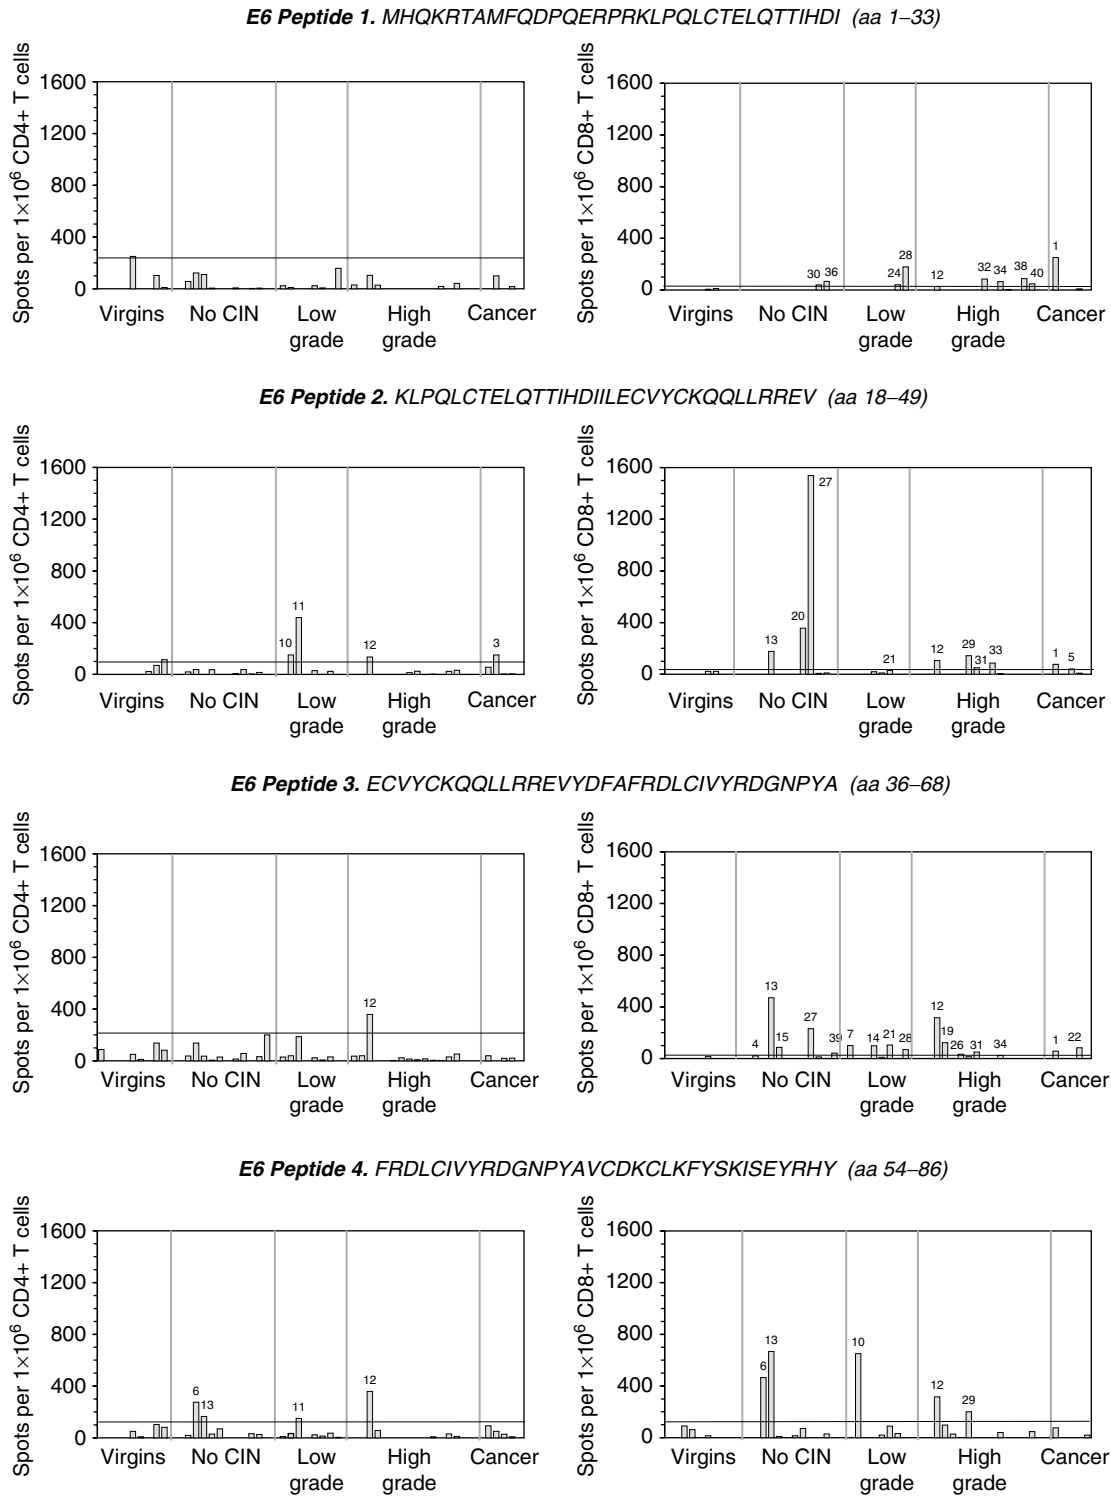 E6 Peptide 1. MHQKRTAMFQDPQERPRKLPQLCTELQTTIHDI (aa 1–33)
Spots per 1×10⁶ CD4+ T cells
1600
1200
800
400
0
Virgins No CIN Low grade High grade Cancer
Spots per 1×10⁶ CD8+ T cells
1600
1200
800
400
0
30 36 24 28 12 32 34 38 40 1
Virgins No CIN Low grade High grade Cancer
E6 Peptide 2. KLPQLCTELQTTIHDIILECVYCKQQLLRREV (aa 18–49)
Spots per 1×10⁶ CD4+ T cells
1600
1200
800
400
0
10 11 12 3
Virgins No CIN Low grade High grade Cancer
Spots per 1×10⁶ CD8+ T cells
1600
1200
800
400
0
13 20 27 21 12 29 31 33 1 5
Virgins No CIN Low grade High grade Cancer
E6 Peptide 3. ECVYCKQQLLRREVYDFAFRDLCIVYRDGNPYA (aa 36–68)
Spots per 1×10⁶ CD4+ T cells
1600
1200
800
400
0
12
Virgins No CIN Low grade High grade Cancer
Spots per 1×10⁶ CD8+ T cells
1600
1200
800
400
0
4 13 15 27 39 7 14 21 28 12 19 26 31 34 1 22
Virgins No CIN Low grade High grade Cancer
E6 Peptide 4. FRDLCIVYRDGNPYAVCDKCLKFYSKISEYRHY (aa 54–86)
Spots per 1×10⁶ CD4+ T cells
1600
1200
800
400
0
6 13 11 12
Virgins No CIN Low grade High grade Cancer
Spots per 1×10⁶ CD8+ T cells
1600
1200
800
400
0
6 13 10 12 29
Virgins No CIN Low grade High grade Cancer